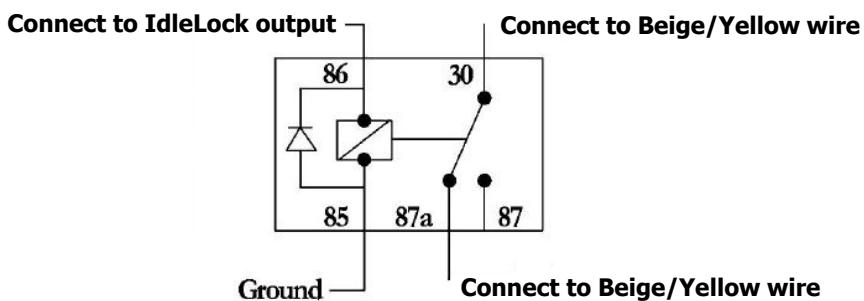 Connect to IdleLock output
Connect to Beige/Yellow wire
86
30
85
87a
87
Ground
Connect to Beige/Yellow wire